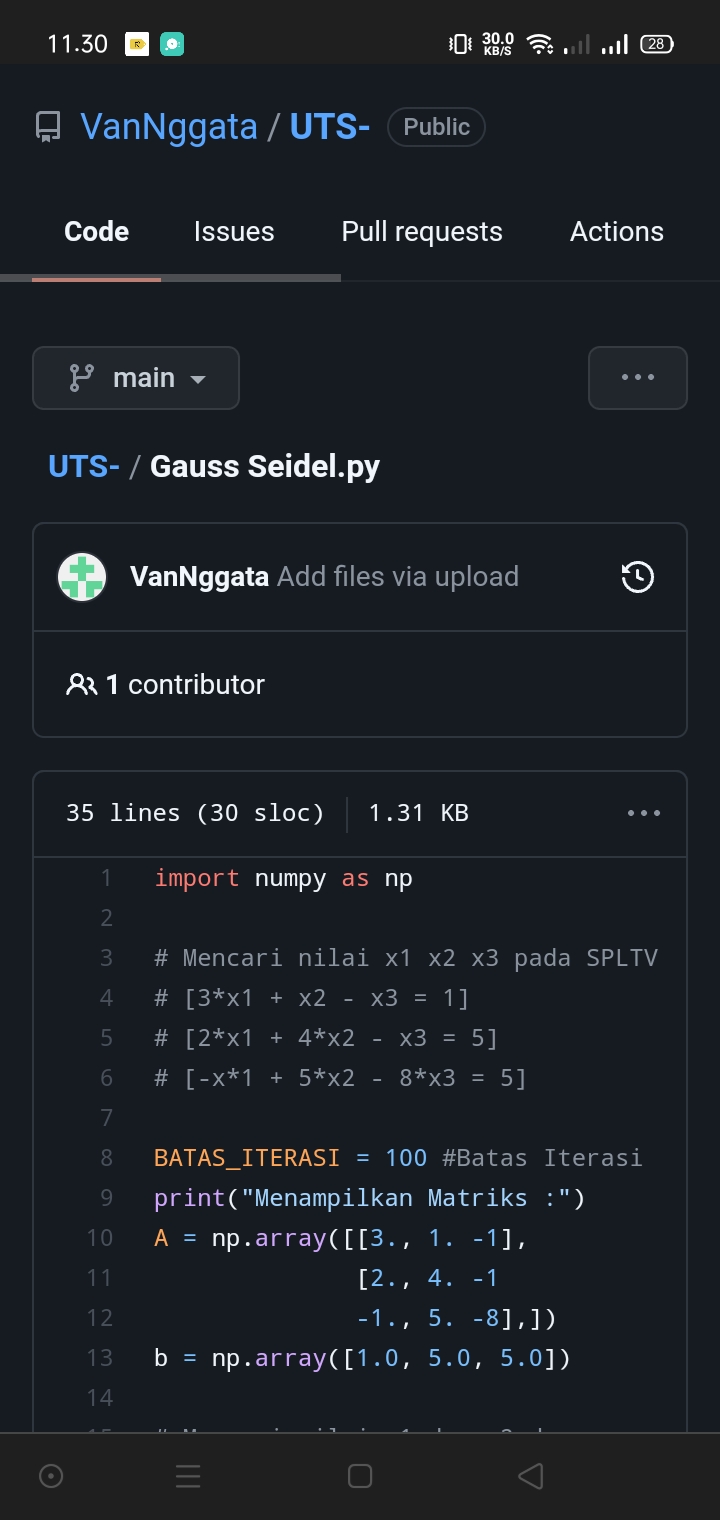 11.30 30.0 KB/S 28
VanNggata / UTS- Public
Code Issues Pull requests Actions
main
UTS- / Gauss Seidel.py
VanNggata Add files via upload
1 contributor
35 lines (30 sloc) 1.31 KB
1 import numpy as np
2
3 # Mencari nilai x1 x2 x3 pada SPLTV
4 # [3*x1 + x2 - x3 = 1]
5 # [2*x1 + 4*x2 - x3 = 5]
6 # [-x*1 + 5*x2 - 8*x3 = 5]
7
8 BATAS_ITERASI = 100 #Batas Iterasi
9 print("Menampilkan Matriks :")
10 A = np.array([[3., 1. -1],
11 [2., 4. -1
12 -1., 5. -8],])
13 b = np.array([1.0, 5.0, 5.0])
14